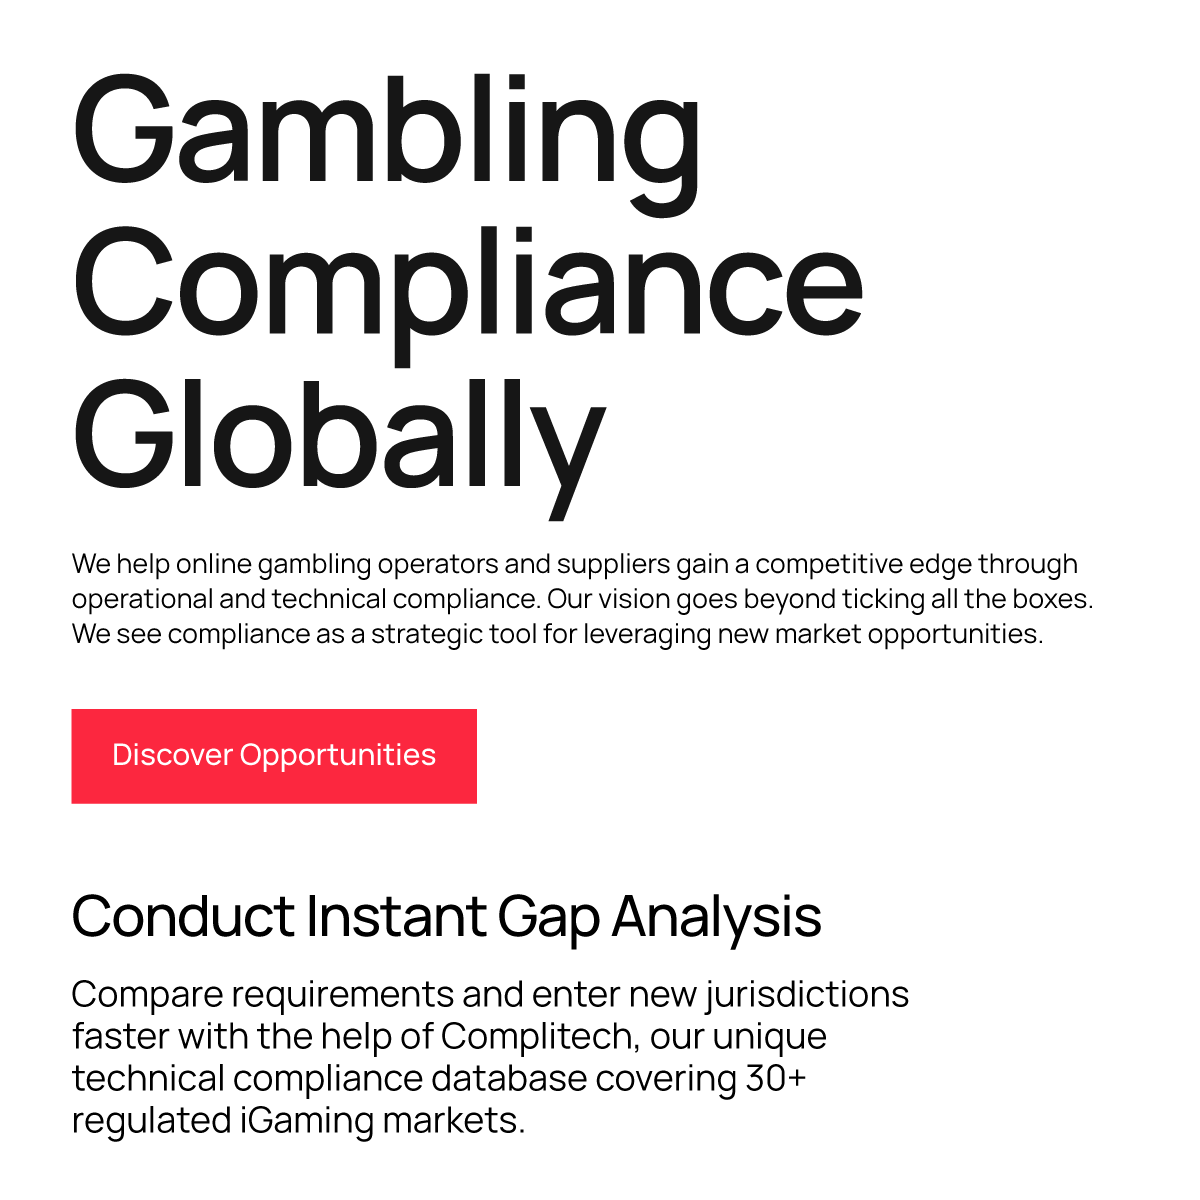 Gambling
Compliance
Globally
We help online gambling operators and suppliers gain a competitive edge through
operational and technical compliance. Our vision goes beyond ticking all the boxes.
We see compliance as a strategic tool for leveraging new market opportunities.
Discover Opportunities
Conduct Instant Gap Analysis
Compare requirements and enter new jurisdictions
faster with the help of Complitech, our unique
technical compliance database covering 30+
regulated iGaming markets.